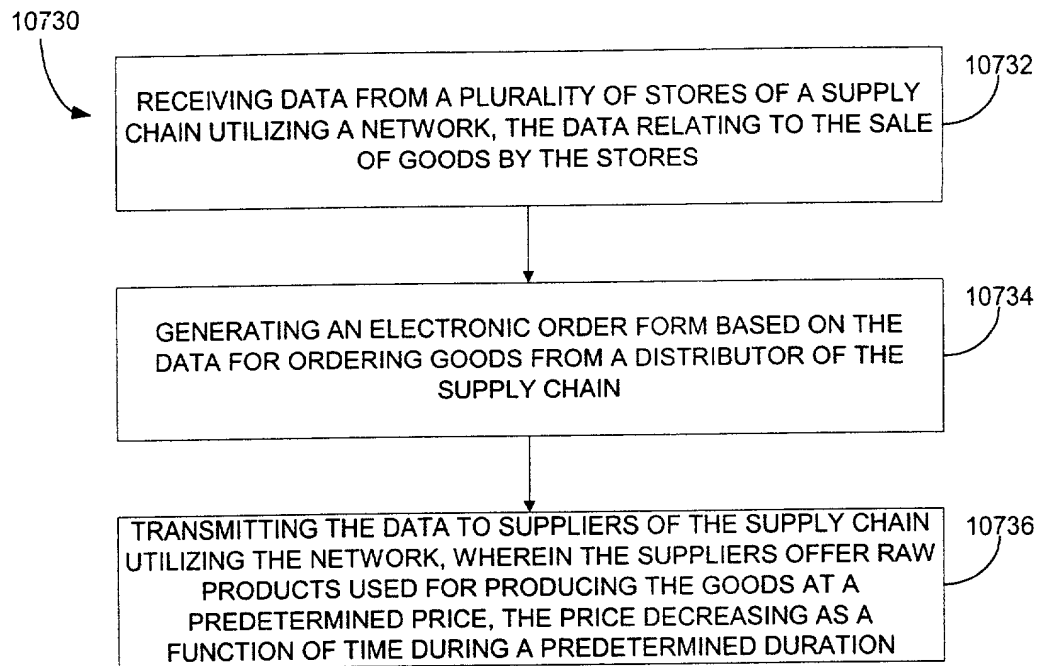 10730
10732
RECEIVING DATA FROM A PLURALITY OF STORES OF A SUPPLY
CHAIN UTILIZING A NETWORK, THE DATA RELATING TO THE SALE
OF GOODS BY THE STORES
10734
GENERATING AN ELECTRONIC ORDER FORM BASED ON THE
DATA FOR ORDERING GOODS FROM A DISTRIBUTOR OF THE
SUPPLY CHAIN
10736
TRANSMITTING THE DATA TO SUPPLIERS OF THE SUPPLY CHAIN
UTILIZING THE NETWORK, WHEREIN THE SUPPLIERS OFFER RAW
PRODUCTS USED FOR PRODUCING THE GOODS AT A
PREDETERMINED PRICE, THE PRICE DECREASING AS A
FUNCTION OF TIME DURING A PREDETERMINED DURATION